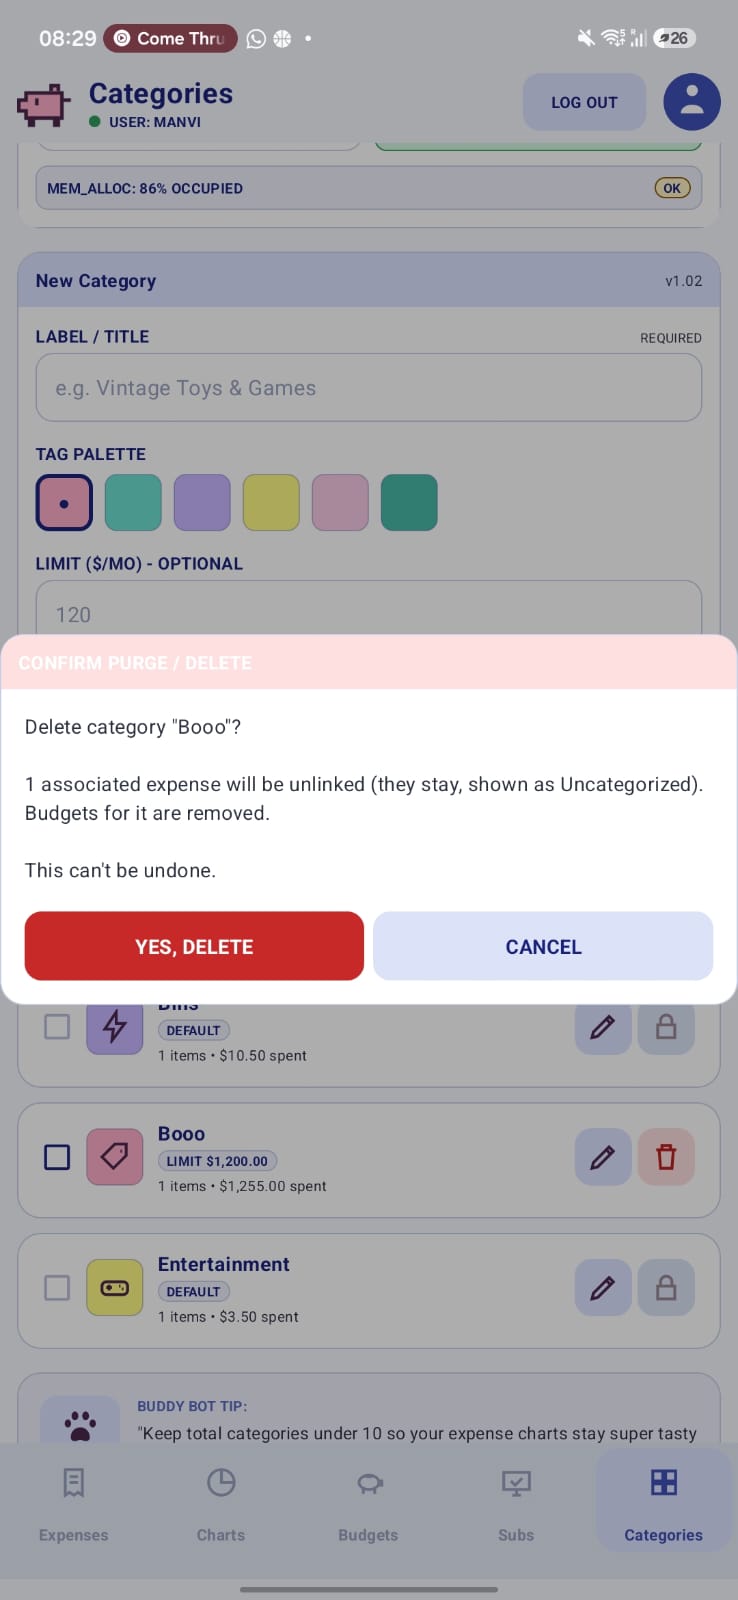 08:29 Come Thru 26
Categories
USER: MANVI
LOG OUT
MEM_ALLOC: 86% OCCUPIED
OK
New Category
v1.02
LABEL / TITLE
REQUIRED
e.g. Vintage Toys & Games
TAG PALETTE
LIMIT ($/MO) - OPTIONAL
120
CONFIRM PURGE / DELETE
Delete category "Booo"?
1 associated expense will be unlinked (they stay, shown as Uncategorized).
Budgets for it are removed.
This can't be undone.
YES, DELETE
CANCEL
DEFAULT
1 items • $10.50 spent
Booo
LIMIT $1,200.00
1 items • $1,255.00 spent
Entertainment
DEFAULT
1 items • $3.50 spent
BUDDY BOT TIP:
"Keep total categories under 10 so your expense charts stay super tasty
Expenses
Charts
Budgets
Subs
Categories